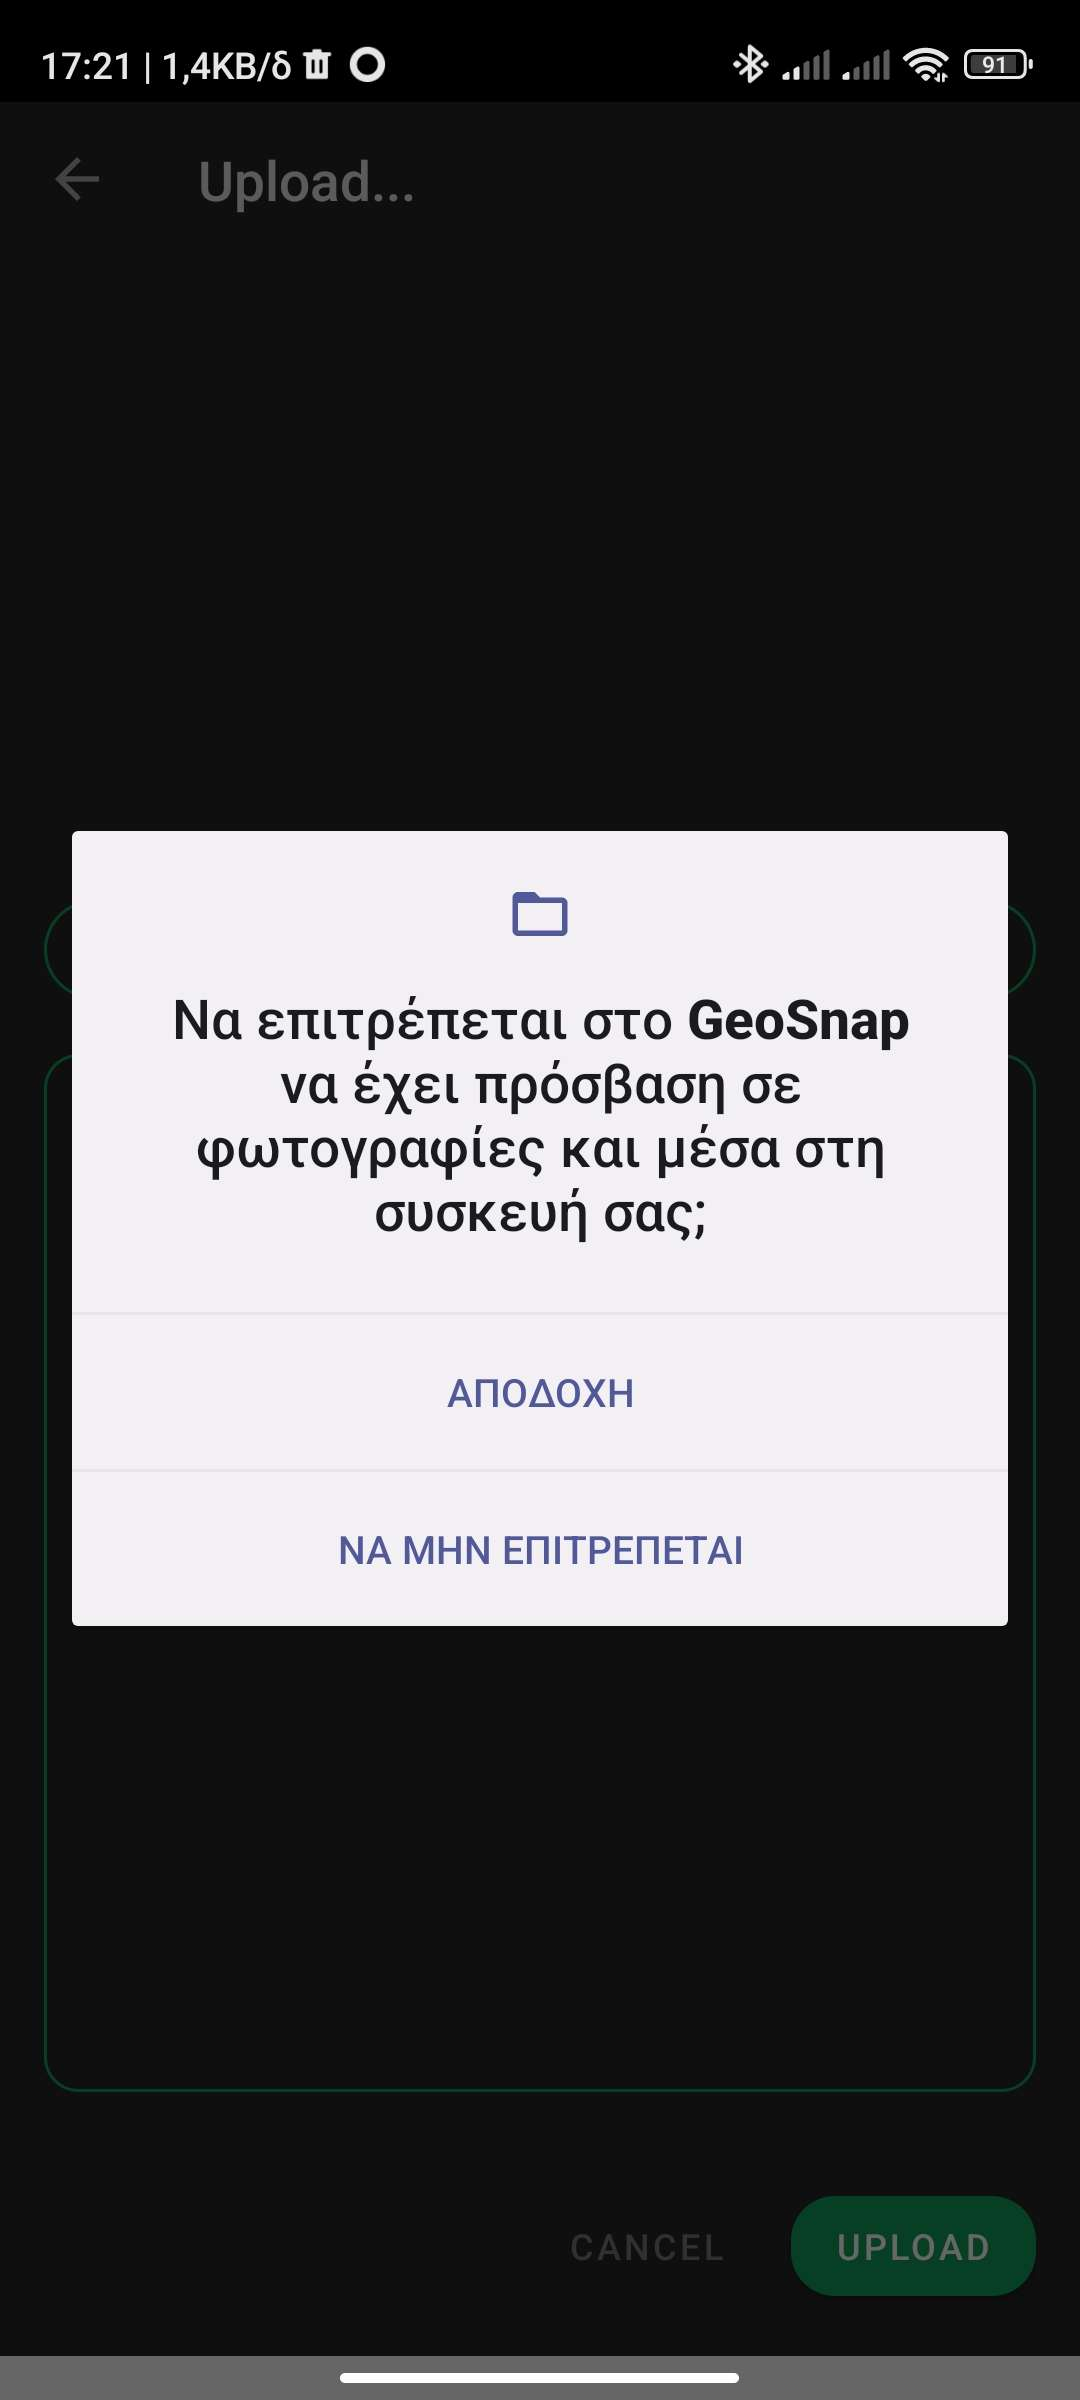 17:21 | 1,4KB/δ
91
Upload...
Να επιτρέπεται στο GeoSnap
να έχει πρόσβαση σε
φωτογραφίες και μέσα στη
συσκευή σας;
ΑΠΟΔΟΧΗ
ΝΑ ΜΗΝ ΕΠΙΤΡΕΠΕΤΑΙ
CANCEL
UPLOAD